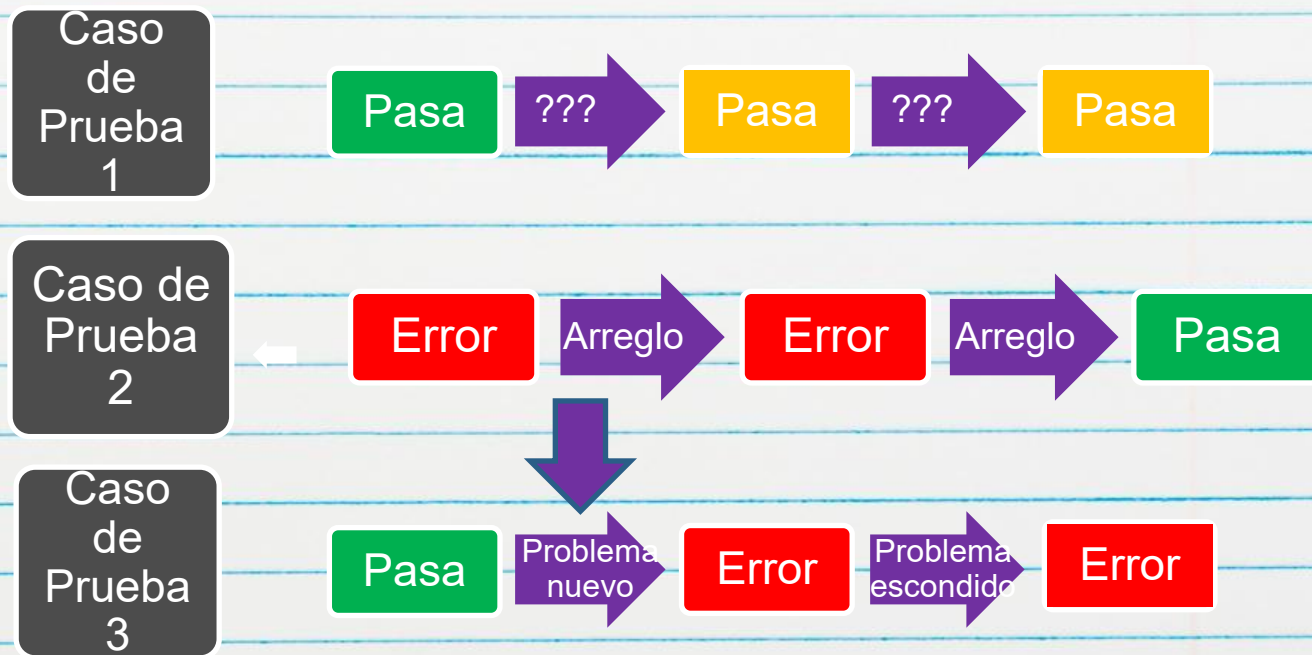 Caso
de
Prueba
1
Pasa
???
Pasa
???
Pasa
Caso de
Prueba
2
Error
Arreglo
Error
Arreglo
Pasa
Caso
de
Prueba
3
Pasa
Problema
nuevo
Error
Problema
escondido
Error